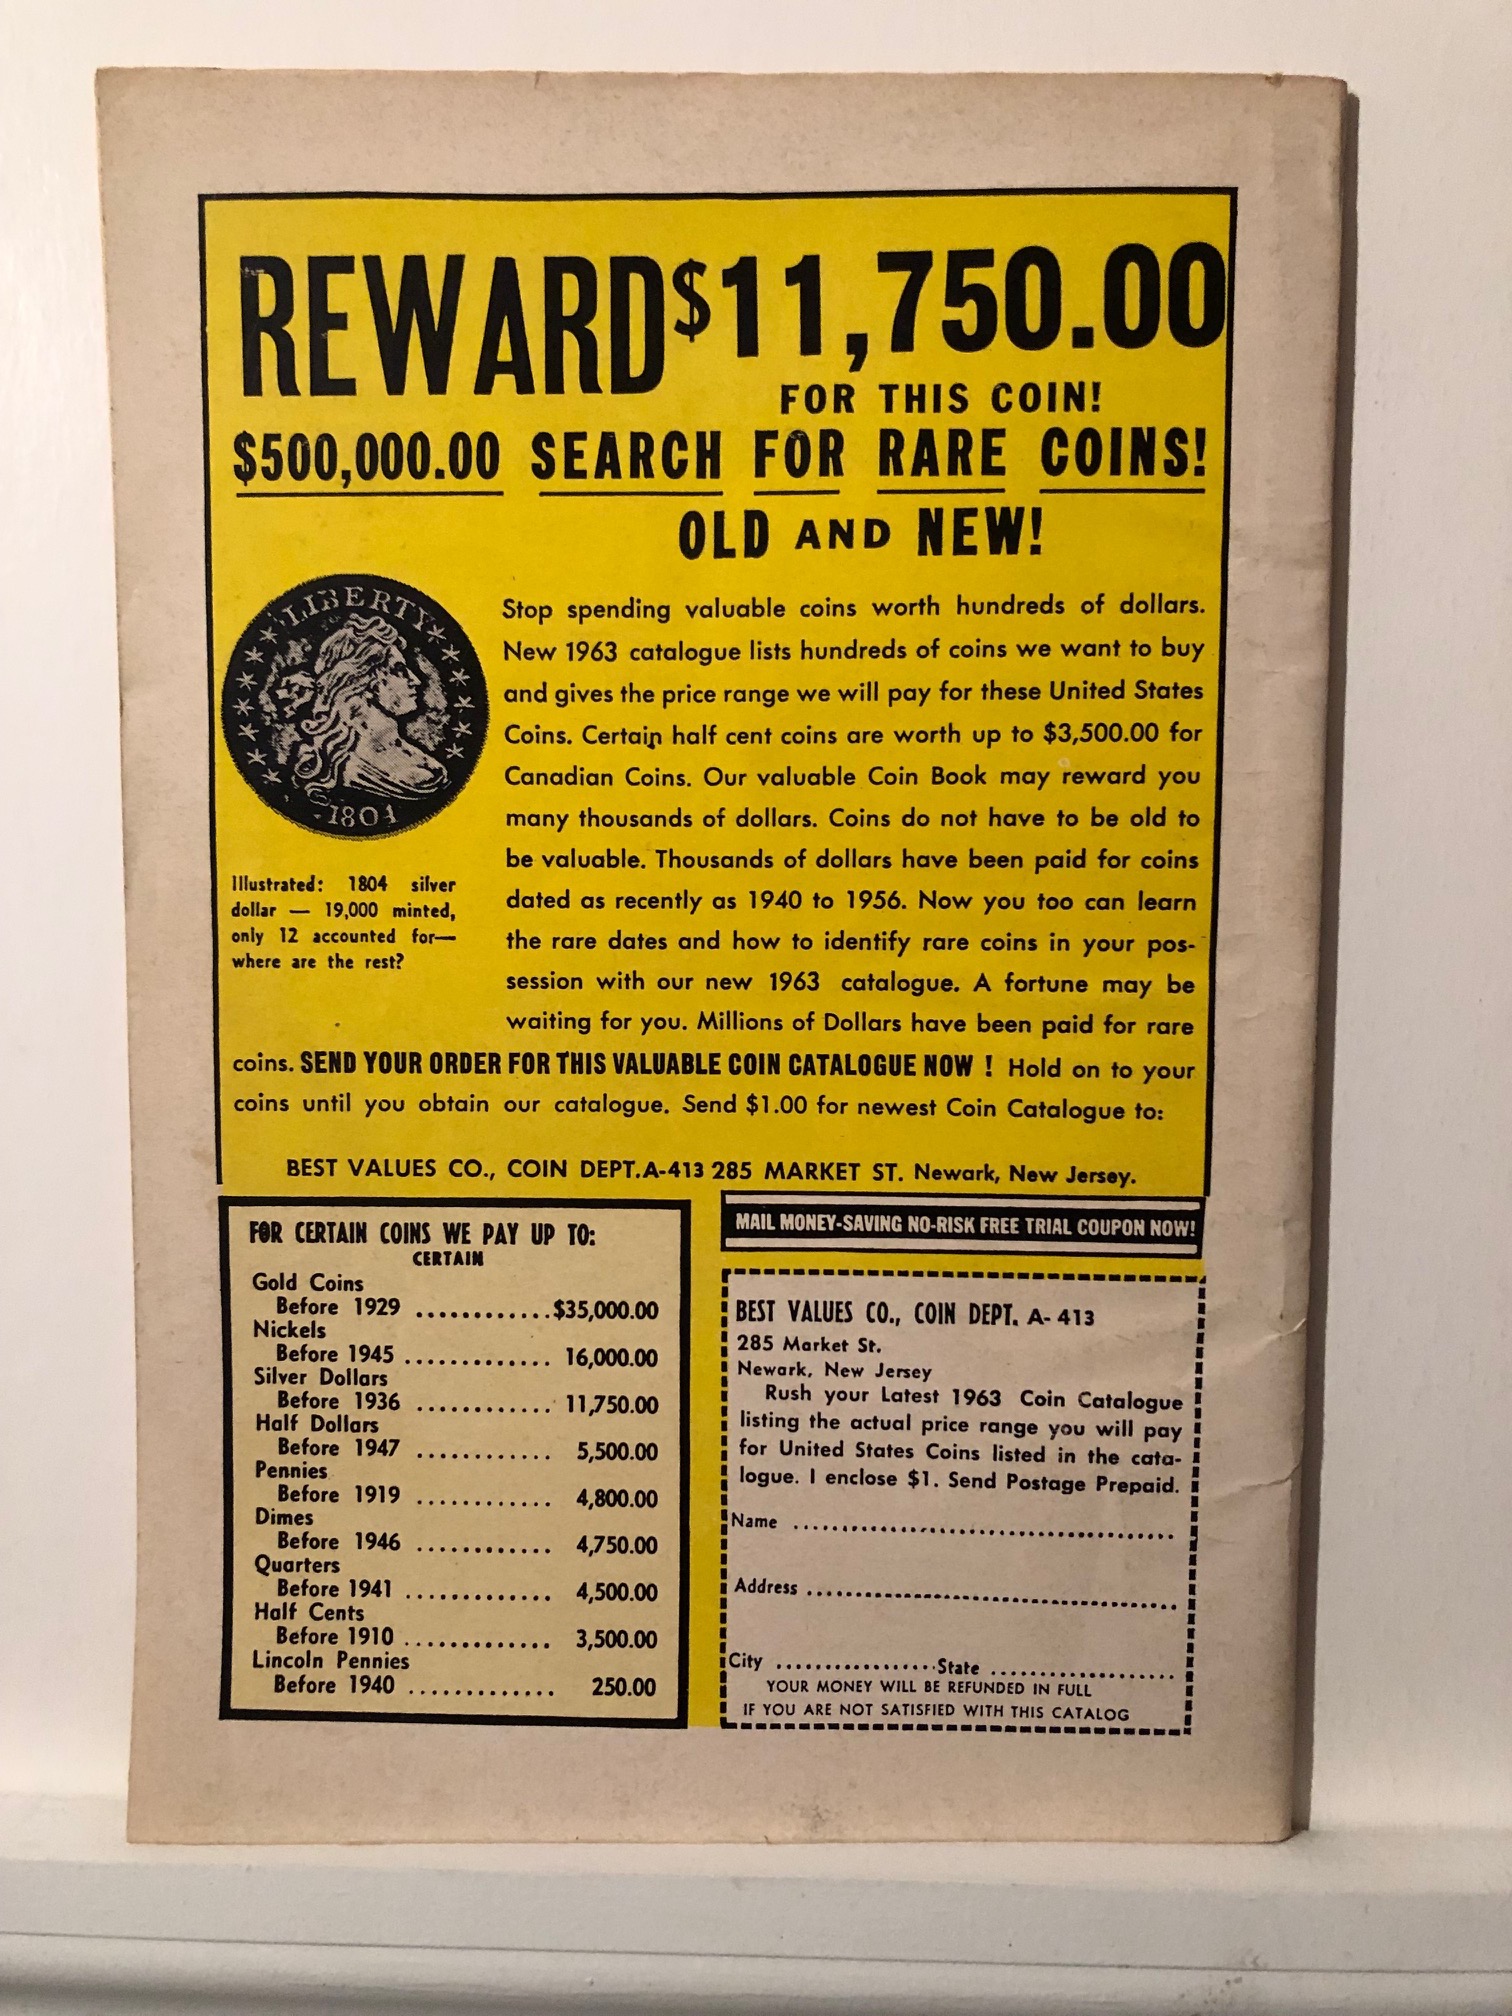 REWARD $11,750.00
FOR THIS COIN!
$500,000.00 SEARCH FOR RARE COINS!
OLD AND NEW!
LIBERTY
1804
Illustrated: 1804 silver
dollar — 19,000 minted,
only 12 accounted for—
where are the rest?
Stop spending valuable coins worth hundreds of dollars.
New 1963 catalogue lists hundreds of coins we want to buy
and gives the price range we will pay for these United States
Coins. Certain half cent coins are worth up to $3,500.00 for
Canadian Coins. Our valuable Coin Book may reward you
many thousands of dollars. Coins do not have to be old to
be valuable. Thousands of dollars have been paid for coins
dated as recently as 1940 to 1956. Now you too can learn
the rare dates and how to identify rare coins in your pos-
session with our new 1963 catalogue. A fortune may be
waiting for you. Millions of Dollars have been paid for rare
coins. SEND YOUR ORDER FOR THIS VALUABLE COIN CATALOGUE NOW ! Hold on to your
coins until you obtain our catalogue. Send $1.00 for newest Coin Catalogue to:
BEST VALUES CO., COIN DEPT.A-413 285 MARKET ST. Newark, New Jersey.
FOR CERTAIN COINS WE PAY UP TO:
CERTAIN
Gold Coins
Before 1929 ............$35,000.00
Nickels
Before 1945 ............. 16,000.00
Silver Dollars
Before 1936 ............ 11,750.00
Half Dollars
Before 1947 ............ 5,500.00
Pennies
Before 1919 ............ 4,800.00
Dimes
Before 1946 ............ 4,750.00
Quarters
Before 1941 ............. 4,500.00
Half Cents
Before 1910 ............. 3,500.00
Lincoln Pennies
Before 1940 ............. 250.00
MAIL MONEY-SAVING NO-RISK FREE TRIAL COUPON NOW!
BEST VALUES CO., COIN DEPT. A-413
285 Market St.
Newark, New Jersey
Rush your Latest 1963 Coin Catalogue
listing the actual price range you will pay
for United States Coins listed in the cata-
logue. I enclose $1. Send Postage Prepaid.
Name ........................................
Address ......................................
City .................State ....................
YOUR MONEY WILL BE REFUNDED IN FULL
IF YOU ARE NOT SATISFIED WITH THIS CATALOG